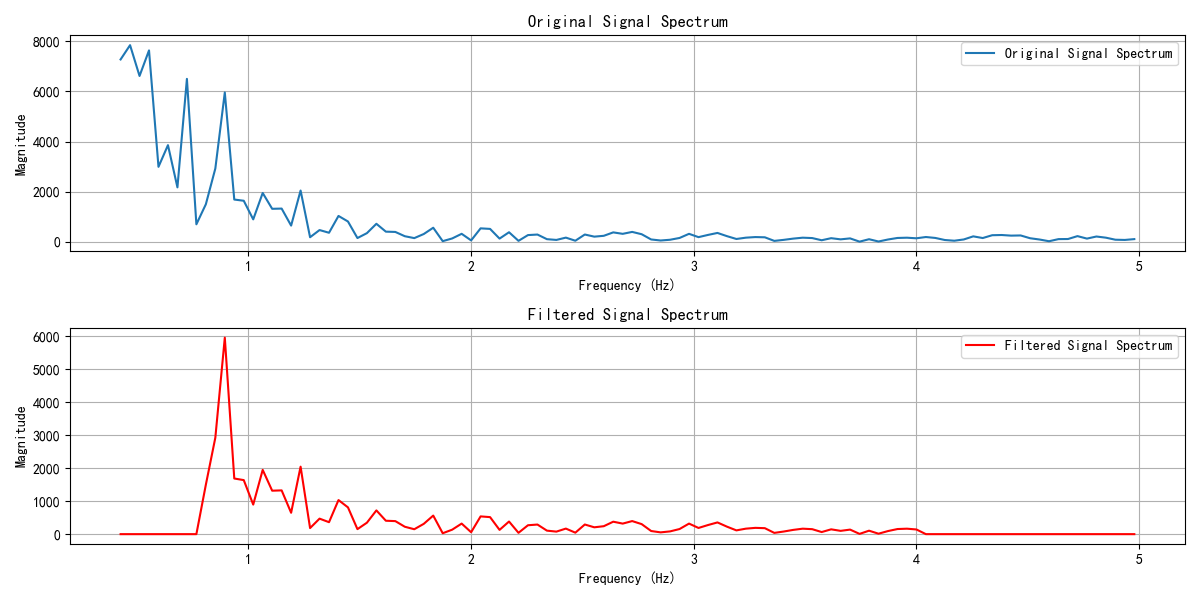 Original Signal Spectrum
Original Signal Spectrum
Magnitude
8000
6000
4000
2000
0
1 2 3 4 5
Frequency (Hz)
Filtered Signal Spectrum
Filtered Signal Spectrum
Magnitude
6000
5000
4000
3000
2000
1000
0
1 2 3 4 5
Frequency (Hz)